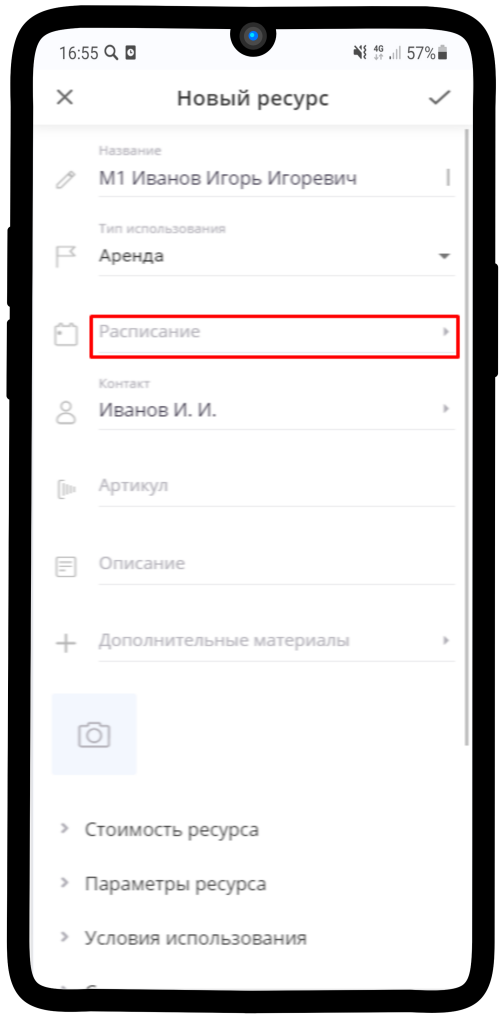 16:55 4G 57%
Новый ресурс
Название
М1 Иванов Игорь Игоревич
Тип использования
Аренда
Расписание
Контакт
Иванов И. И.
Артикул
Описание
Дополнительные материалы
Стоимость ресурса
Параметры ресурса
Условия использования